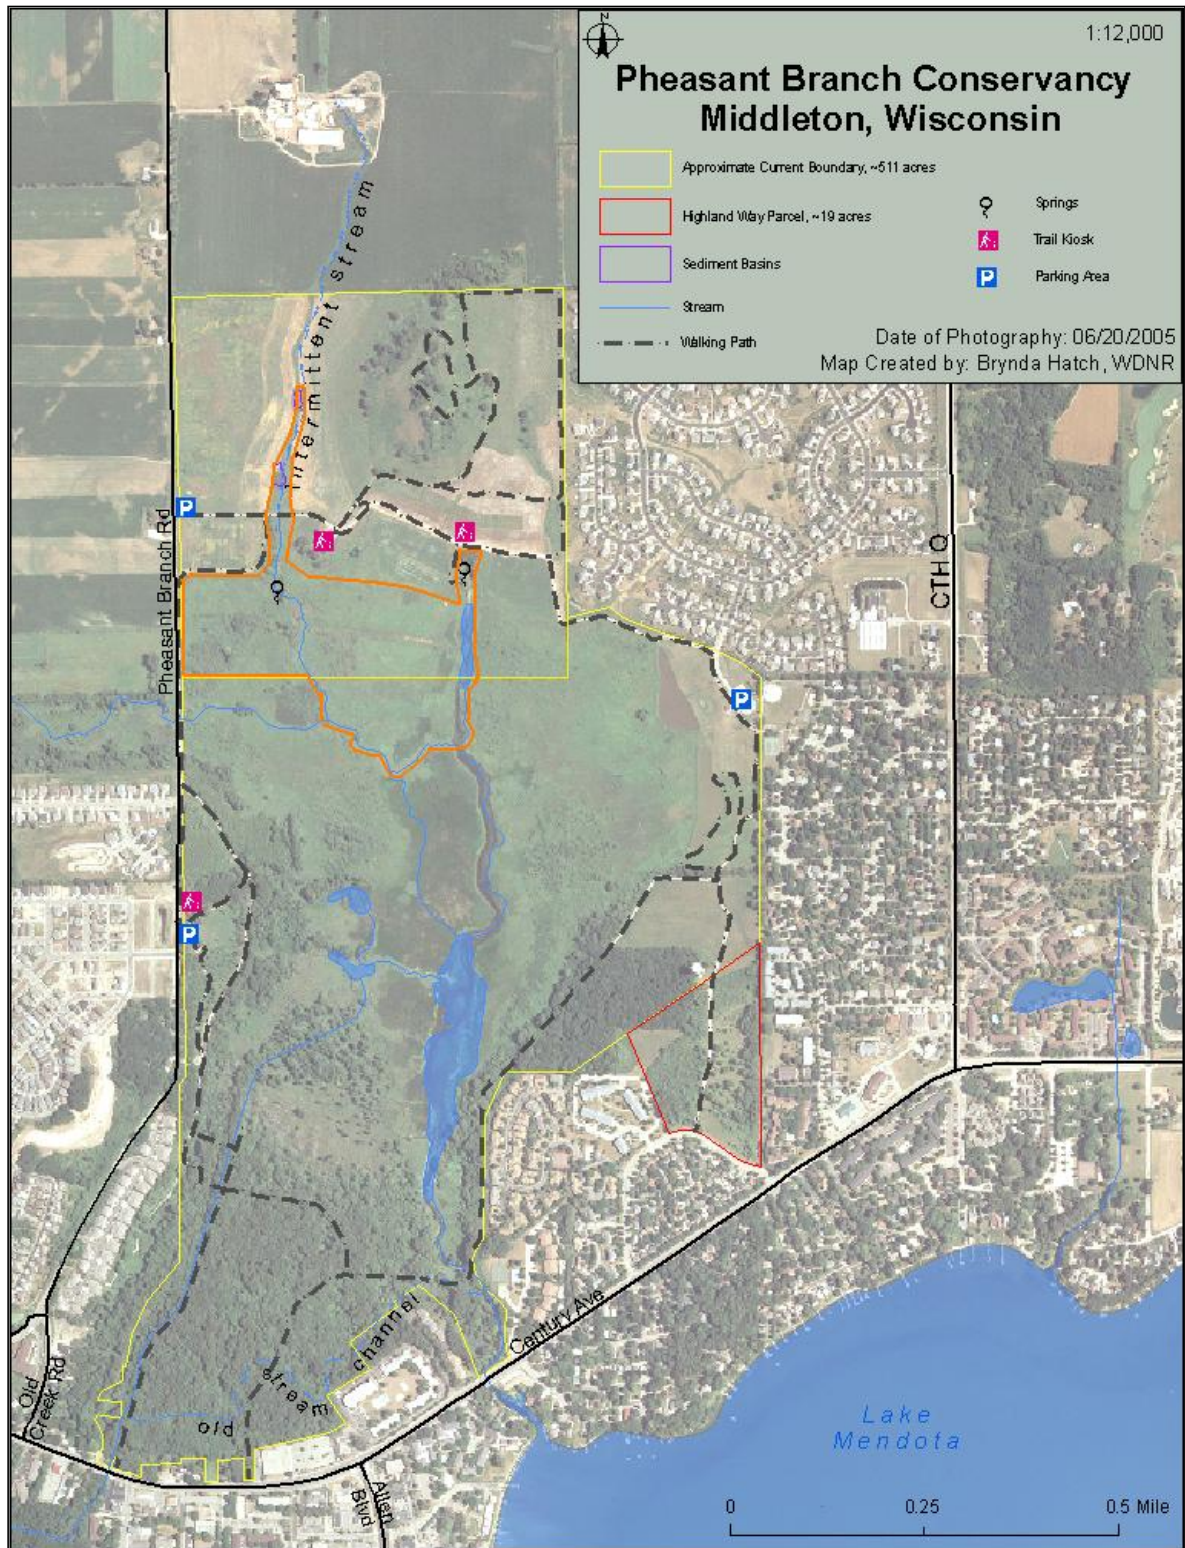 N
1:12,000
Pheasant Branch Conservancy
Middleton, Wisconsin
Approximate Current Boundary, ~511 acres
Highland Way Parcel, ~19 acres
Sediment Basins
Stream
Walking Path
Springs
Trail Kiosk
P Parking Area
Date of Photography: 06/20/2005
Map Created by: Brynda Hatch, WDNR
intermittent stream
P
Pheasant Branch Rd
CTH Q
P
P
Century Ave
old stream channel
Old
Creek Rd
Allen
Blvd
Lake
Mendota
0 0.25 0.5 Mile